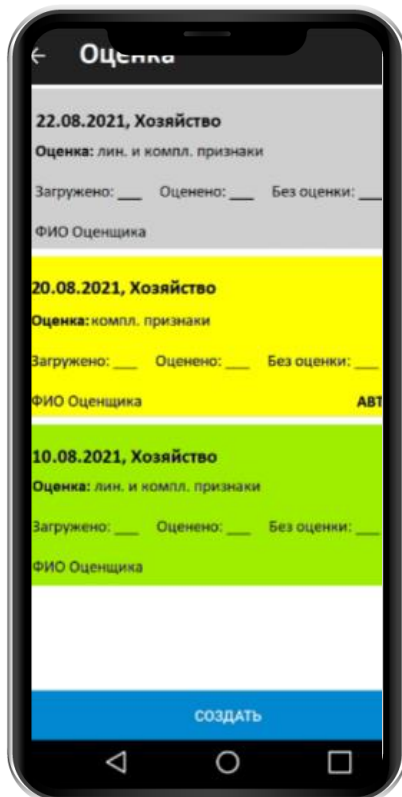 Оценка
22.08.2021, Хозяйство
Оценка: лин. и компл. признаки
Загружено: ___ Оценено: ___ Без оценки: ___
ФИО Оценщика
20.08.2021, Хозяйство
Оценка: компл. признаки
Загружено: ___ Оценено: ___ Без оценки: ___
ФИО Оценщика АВТ
10.08.2021, Хозяйство
Оценка: лин. и компл. признаки
Загружено: ___ Оценено: ___ Без оценки: ___
ФИО Оценщика
СОЗДАТЬ